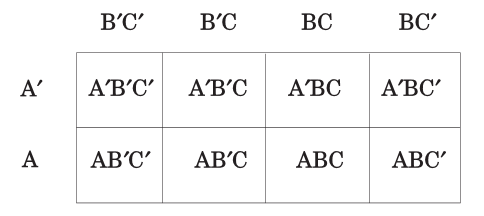 B′C′ B′C BC BC′
A′ A′B′C′ A′B′C A′BC A′BC′
A AB′C′ AB′C ABC ABC′